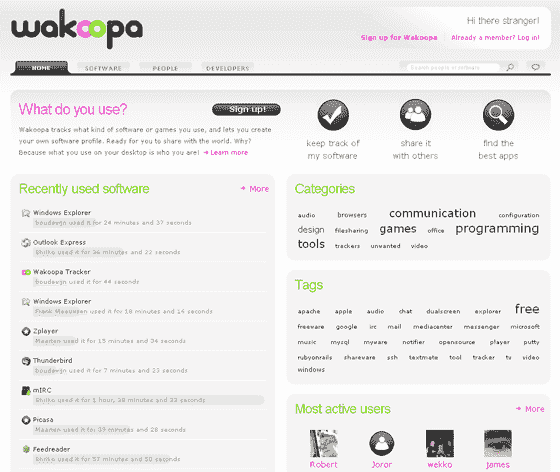 wakoopa
Hi there stranger!
Sign up for Wakoopa
Already a member? Log in!
HOME
SOFTWARE
PEOPLE
DEVELOPERS
Search people or software
What do you use?
Sign up!
Wakoopa tracks what kind of software or games you use, and lets you create
your own software profile. Ready for you to share with the world. Why?
Because what you use on your desktop is who you are! Learn more
keep track of
my software
share it
with others
find the
best apps
Recently used software
More
Windows Explorer
boudewijn used it for 24 minutes and 37 seconds
Outlook Express
Shilko used it for 36 minutes and 22 seconds
Wakoopa Tracker
boudewijn used it for 44 seconds
Windows Explorer
used it for 18 minutes and 14 seconds
Zplayer
Maarten used it for 15 minutes and 34 seconds
Thunderbird
boudewijn used it for 7 minutes and 23 seconds
mIRC
Shilko used it for 1 hour, 38 minutes and 33 seconds
Picasa
Maarten used it for 39 minutes and 28 seconds
Feedreader
Shilko used it for 57 minutes and 50 seconds
Categories
audio browsers communication configuration
design filesharing games office programming
tools trackers unwanted video
Tags
apache apple audio chat dualscreen explorer free
freeware google irc mail mediacenter messenger microsoft
music mysql myware notifier opensource player putty
rubyonrails shareware ssh textmate tool tracker tv video
windows
Most active users
More
Robert
Joror
wekko
James